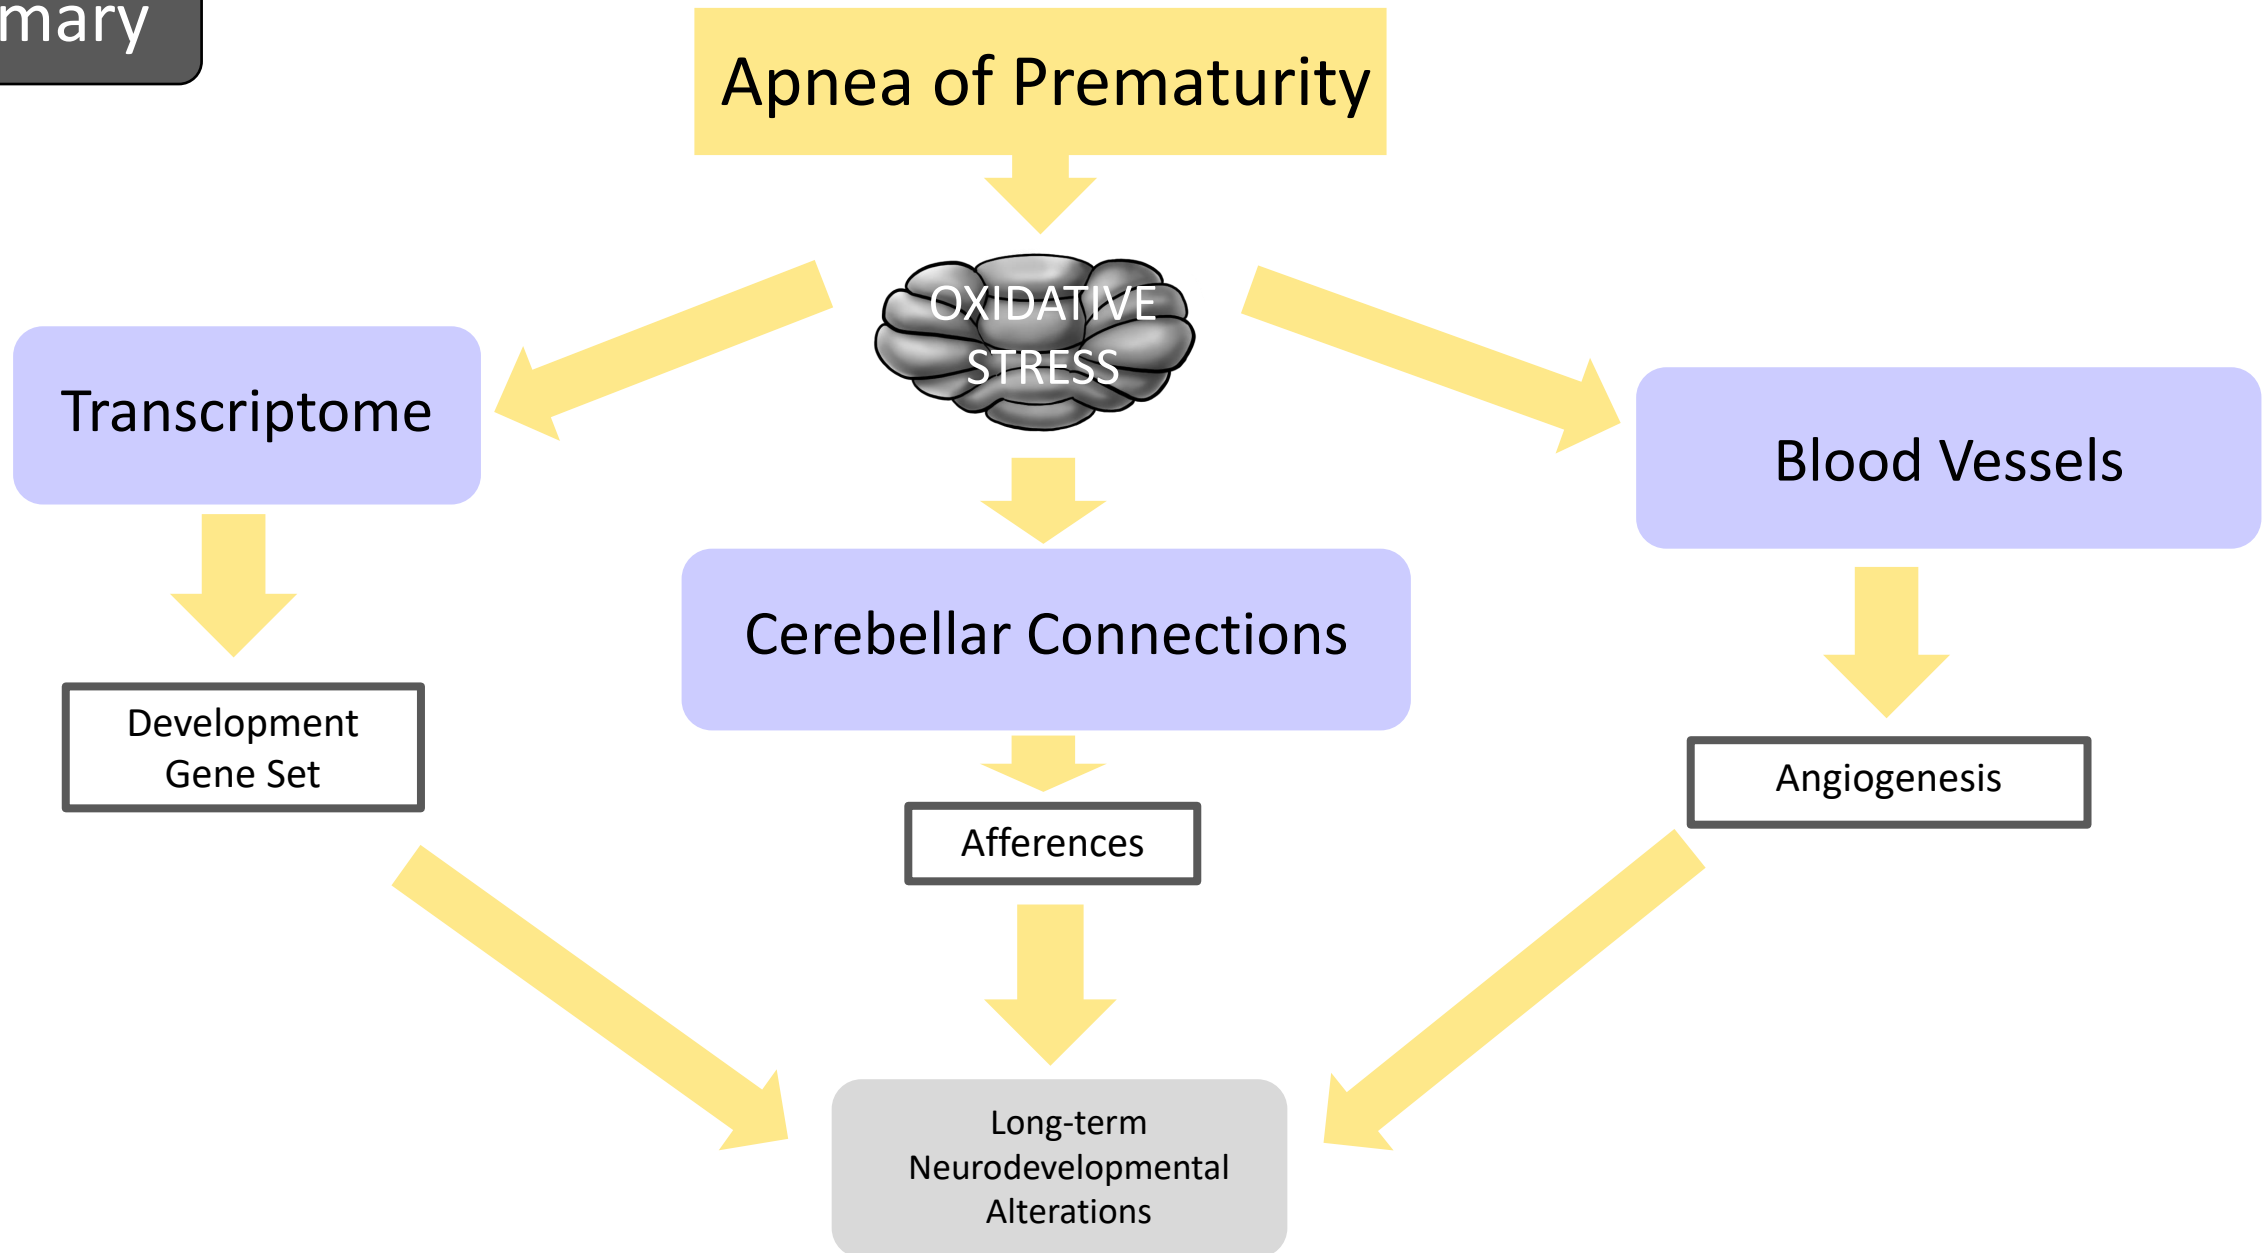 mary
Apnea of Prematurity
OXIDATIVE
STRESS
Transcriptome
Blood Vessels
Cerebellar Connections
Development
Gene Set
Angiogenesis
Afferences
Long-term
Neurodevelopmental
Alterations